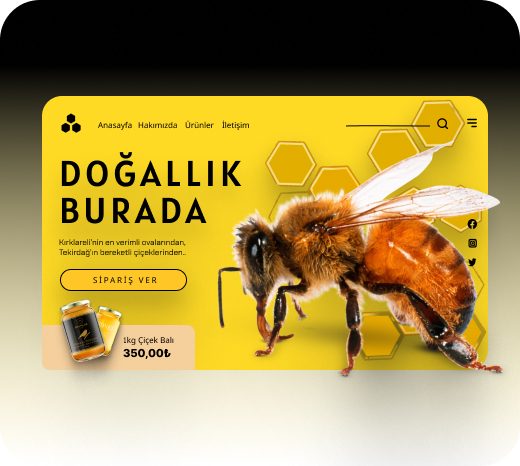 Anasayfa Hakımızda Ürünler İletişim
DOĞALLIK
BURADA
Kırklareli'nin en verimli ovalarından,
Tekirdağ'ın bereketli çiçeklerinden..
SİPARİŞ VER
1kg Çiçek Balı
350,00₺